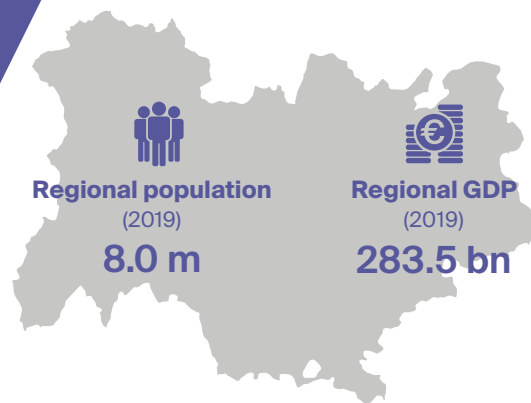 Regional population
(2019)
8.0 m
Regional GDP
(2019)
283.5 bn